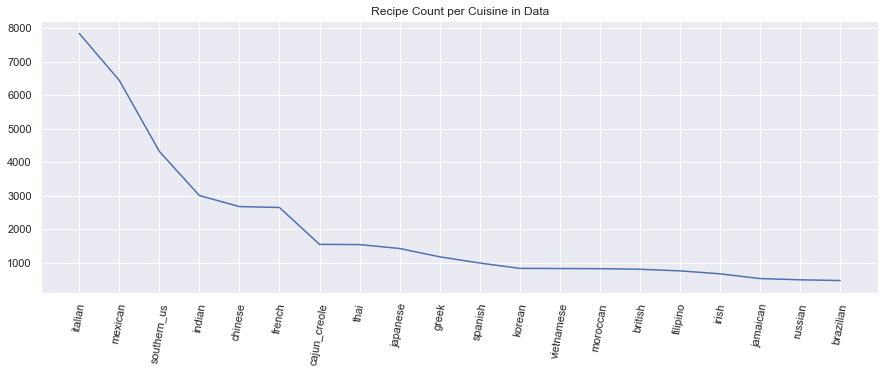 Recipe Count per Cuisine in Data
8000
7000
6000
5000
4000
3000
2000
1000
italian
mexican
southern_us
indian
chinese
french
cajun_creole
thai
japanese
greek
spanish
korean
vietnamese
moroccan
british
filipino
irish
jamaican
russian
brazilian